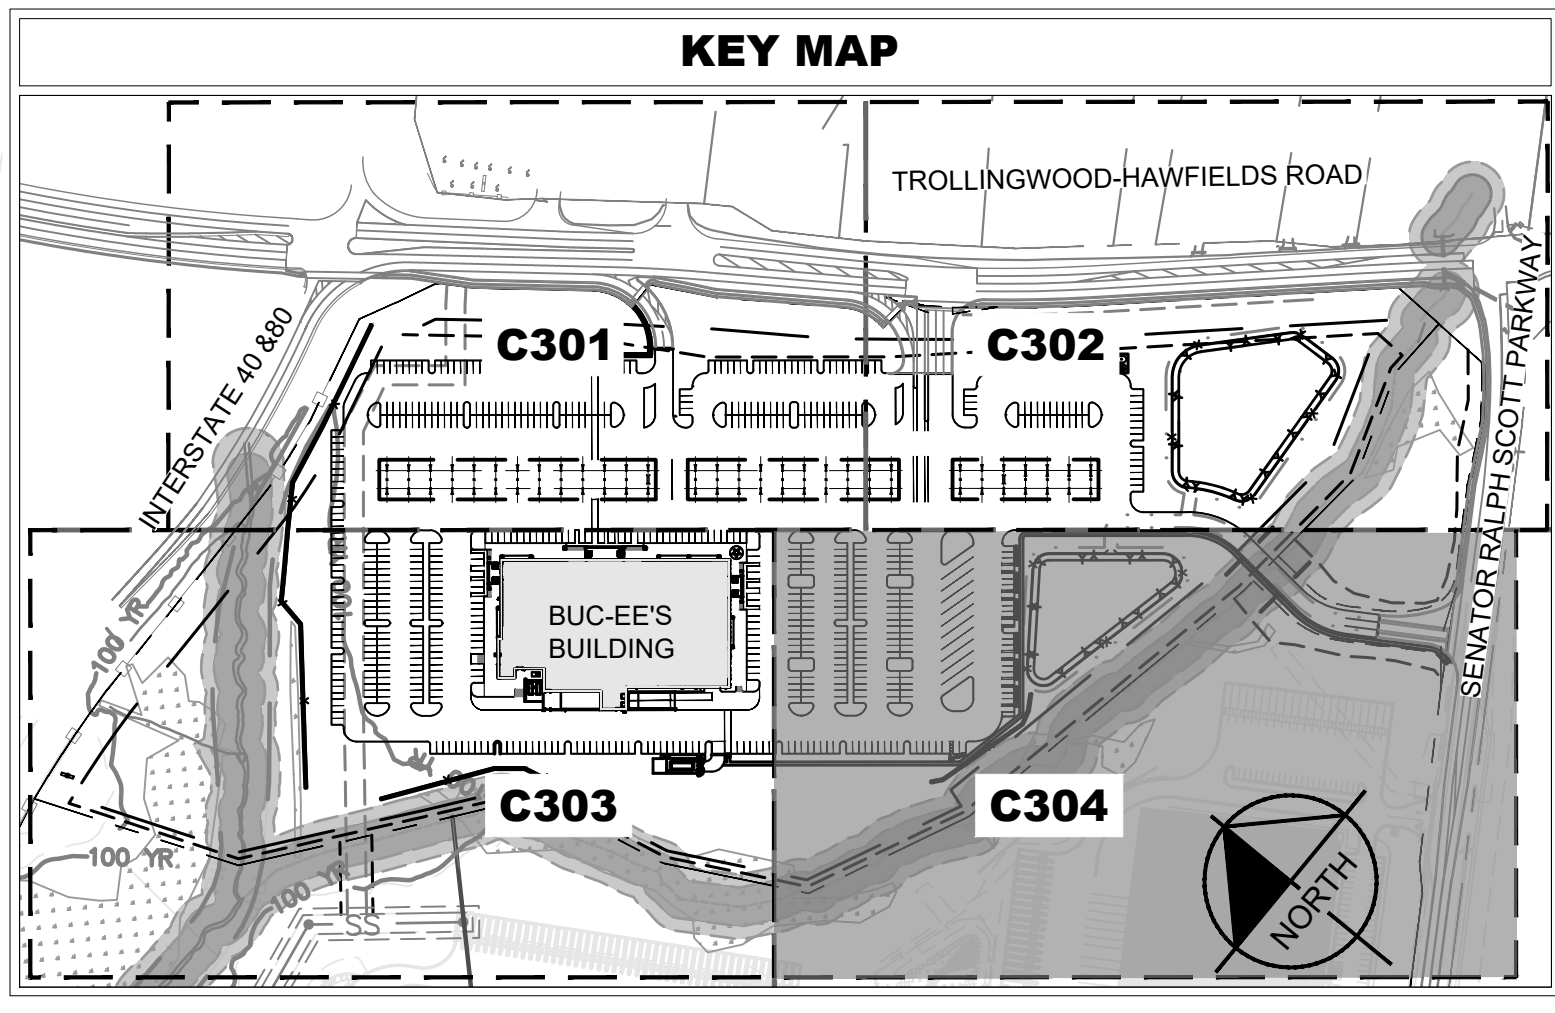 KEY MAP
TROLLINGWOOD-HAWFIELDS ROAD
C301
C302
INTERSTATE 40 &80
SENATOR RALPH SCOTT PARKWAY
BUC-EE'S
BUILDING
100 YR
C303
C304
100 YR
100 YR
SS
NORTH